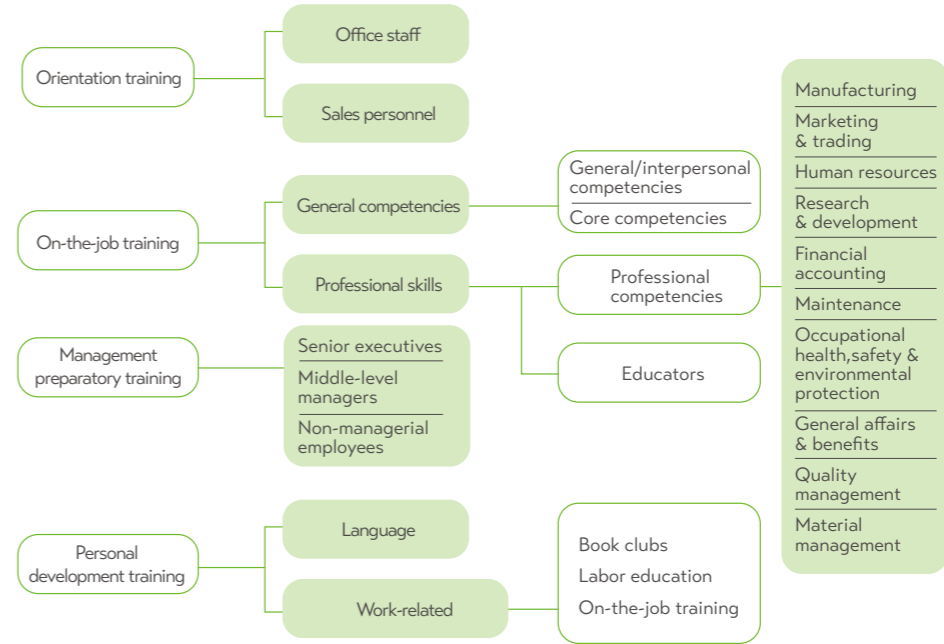 Orientation training
Office staff
Sales personnel
On-the-job training
General competencies
General/interpersonal
competencies
Core competencies
Professional skills
Professional
competencies
Educators
Manufacturing
Marketing
& trading
Human resources
Research
& development
Financial
accounting
Maintenance
Occupational
health,safety &
environmental
protection
General affairs
& benefits
Quality
management
Material
management
Management
preparatory training
Senior executives
Middle-level
managers
Non-managerial
employees
Personal
development training
Language
Work-related
Book clubs
Labor education
On-the-job training